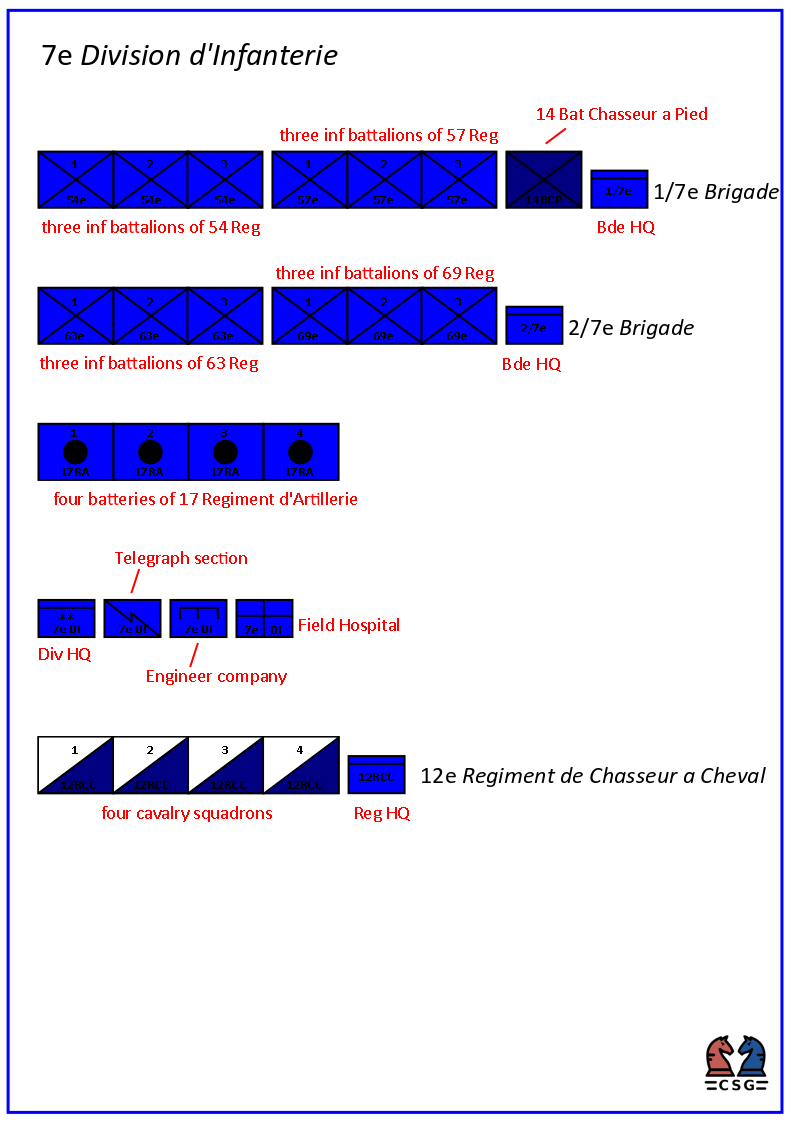 7e Division d'Infanterie
14 Bat Chasseur a Pied
three inf battalions of 57 Reg
1 2 3 1 2 3
54e 54e 54e 57e 57e 57e 14BCP 1/7e 1/7e Brigade
three inf battalions of 54 Reg Bde HQ
three inf battalions of 69 Reg
1 2 3 1 2 3
63e 63e 63e 69e 69e 69e 2/7e 2/7e Brigade
three inf battalions of 63 Reg Bde HQ
1 2 3 4
17RA 17RA 17RA 17RA
four batteries of 17 Regiment d'Artillerie
Telegraph section
7e DI 7e DI 7e DI 7e DI Field Hospital
Div HQ
Engineer company
1 2 3 4
12RCC 12RCC 12RCC 12RCC 12RCC 12e Regiment de Chasseur a Cheval
four cavalry squadrons Reg HQ
CSG